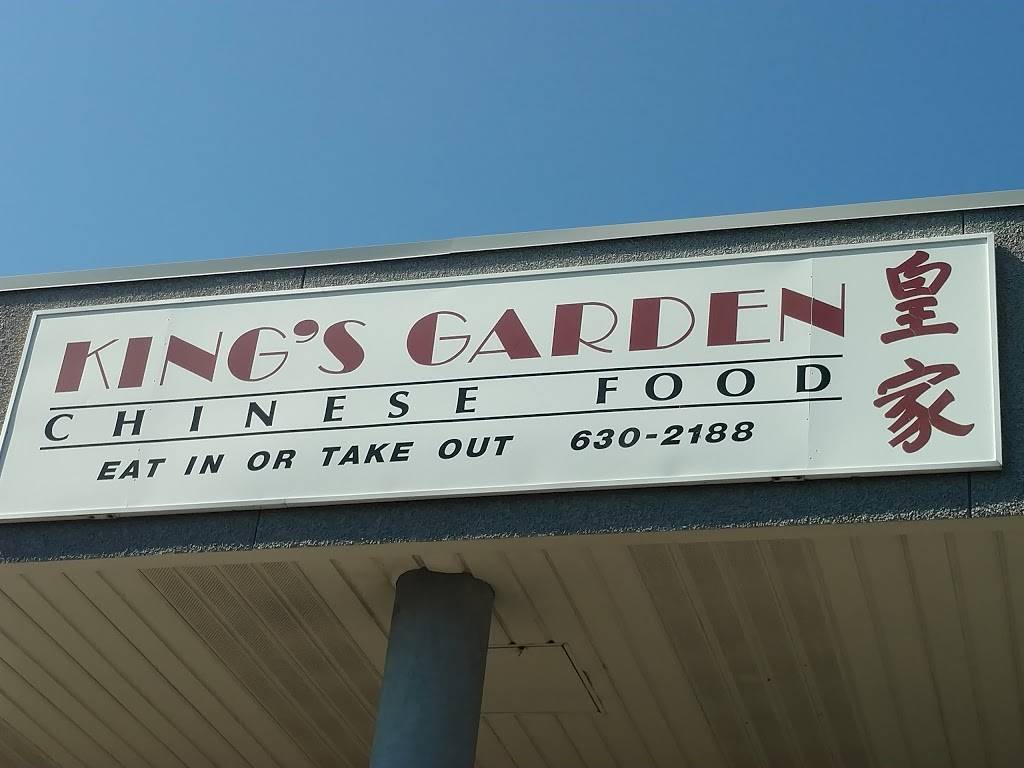 KING'S GARDEN
CHINESE FOOD
EAT IN OR TAKE OUT 630-2188
皇家